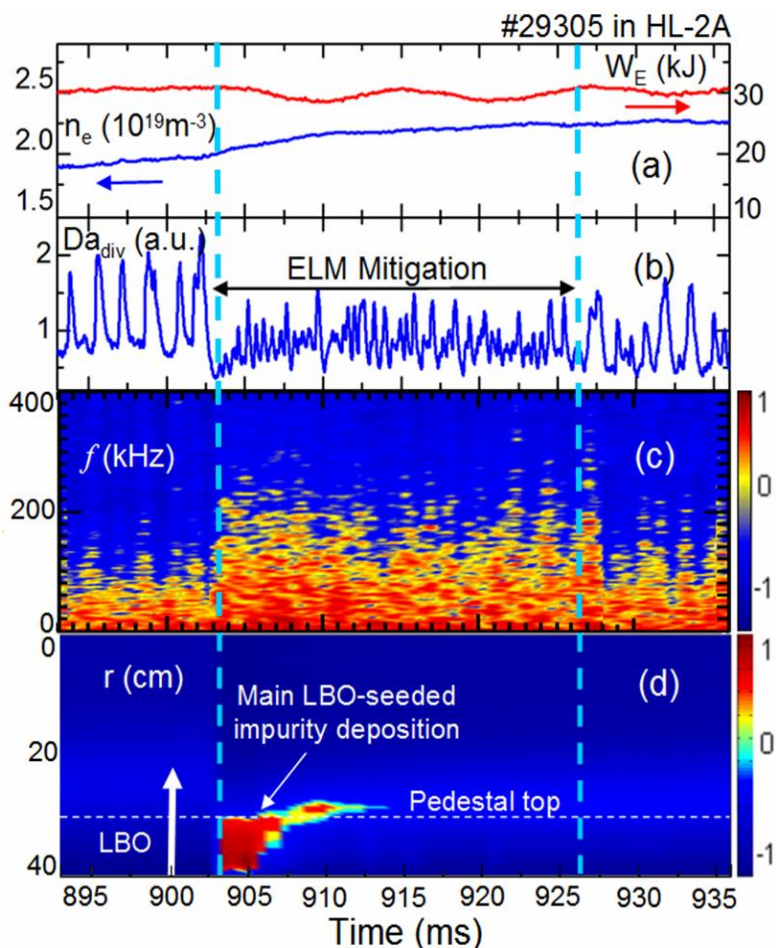 #29305 in HL-2A
2.5
2.0
1.5
W_E (kJ)
n_e (10^19m^-3)
(a)
30
20
10
Da_div (a.u.)
2
1
ELM Mitigation
(b)
400
200
0
f (kHz)
(c)
1
0
-1
0
20
40
r (cm)
Main LBO-seeded
impurity deposition
(d)
Pedestal top
LBO
1
0
-1
895 900 905 910 915 920 925 930 935
Time (ms)